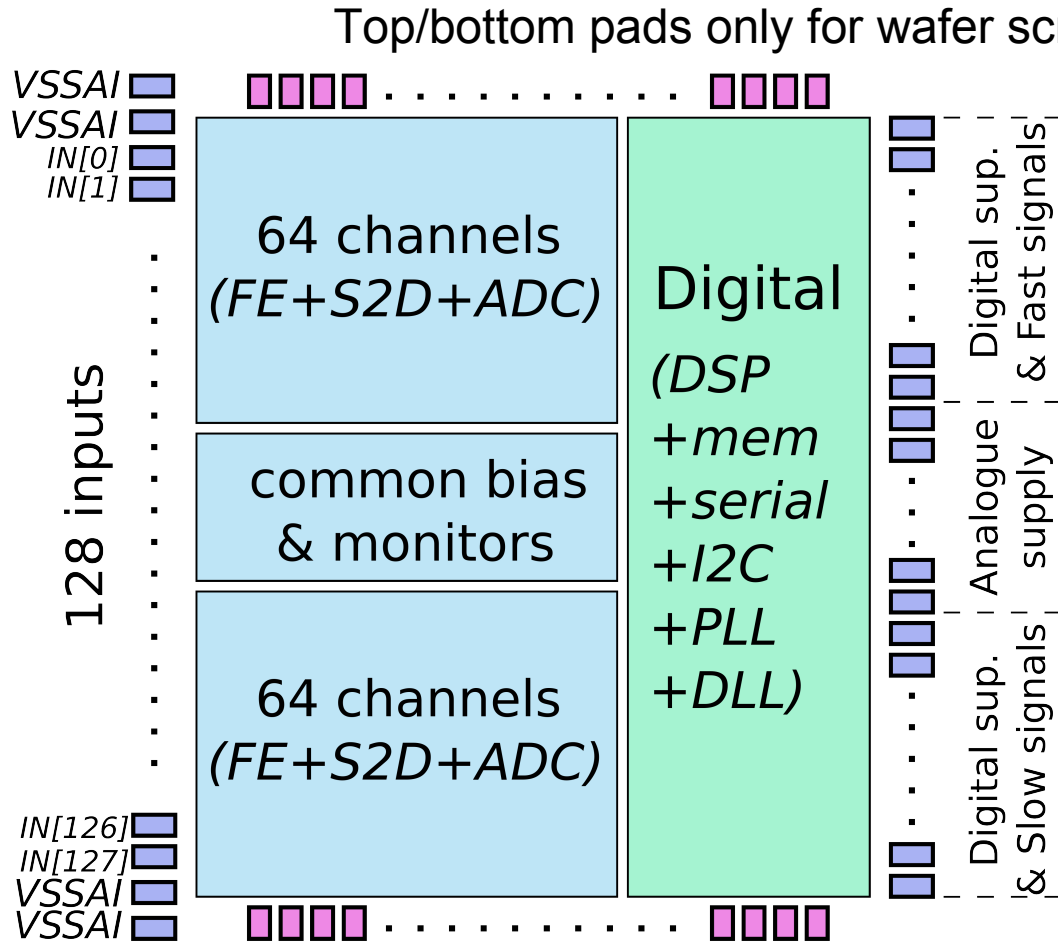 Top/bottom pads only for wafer
VSSAI
VSSAI
IN[0]
IN[1]
128 inputs
IN[126]
IN[127]
VSSAI
VSSAI
64 channels
(FE+S2D+ADC)
common bias
& monitors
64 channels
(FE+S2D+ADC)
Digital
(DSP
+mem
+serial
+I2C
+PLL
+DLL)
Digital sup.
& Fast signals
Analogue
supply
Digital sup.
& Slow signals